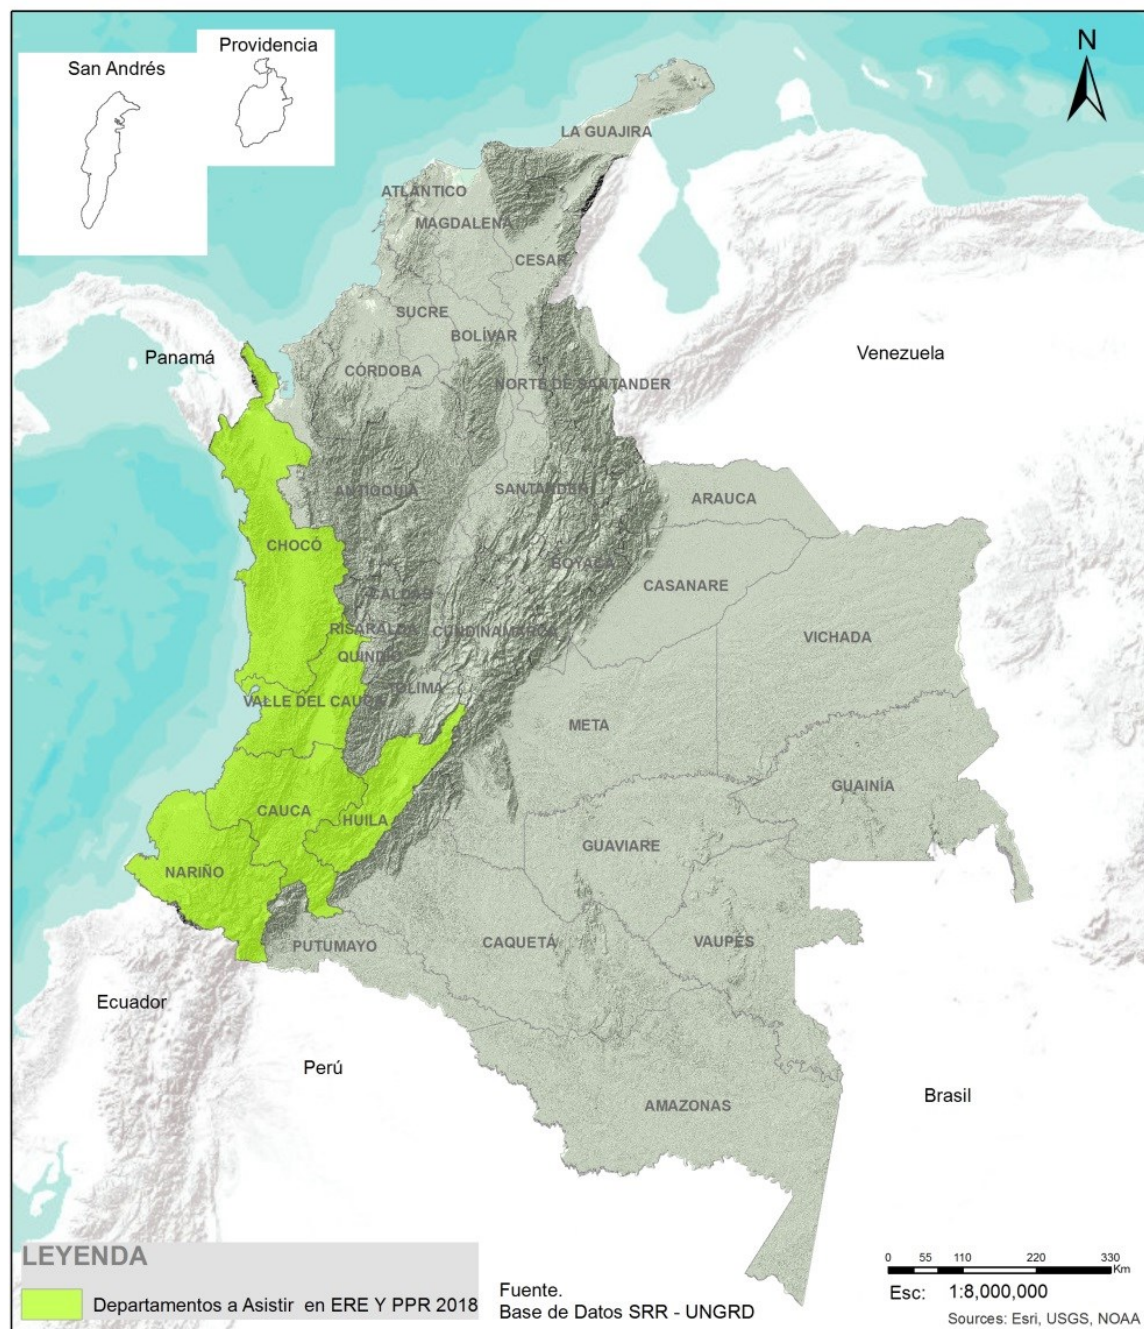 Providencia
San Andrés
N
LA GUAJIRA
ATLÁNTICO
MAGDALENA
CESAR
SUCRE
BOLÍVAR
Panamá
Venezuela
CÓRDOBA
NORTE DE SANTANDER
ANTIOQUIA
SANTANDER
ARAUCA
CHOCÓ
BOYACÁ
CASANARE
CALDAS
RISARALDA
CUNDINAMARCA
VICHADA
QUINDIO
TOLIMA
VALLE DEL CAUCA
META
GUAINÍA
CAUCA
HUILA
GUAVIARE
NARIÑO
PUTUMAYO
CAQUETÁ
VAUPÉS
Ecuador
Perú
Brasil
AMAZONAS
LEYENDA
Departamentos a Asistir en ERE Y PPR 2018
Fuente.
Base de Datos SRR - UNGRD
0 55 110 220 330
Km
Esc: 1:8,000,000
Sources: Esri, USGS, NOAA